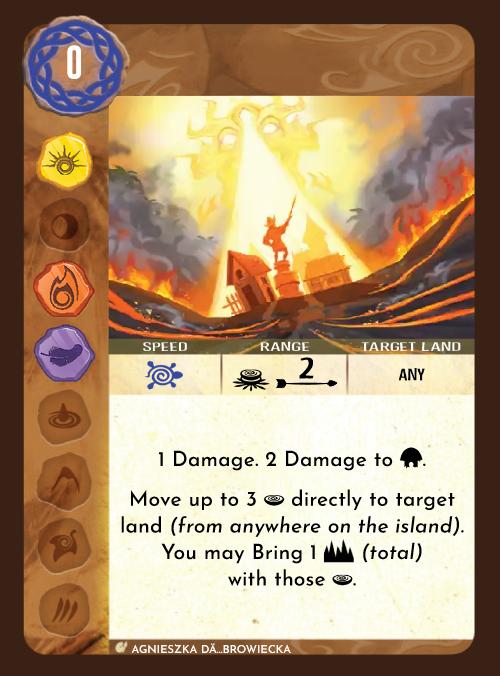 0
SPEED RANGE TARGET LAND
2 ANY
1 Damage. 2 Damage to .
Move up to 3 directly to target
land (from anywhere on the island).
You may Bring 1 (total)
with those .
AGNIESZKA DĂ…BROWIECKA